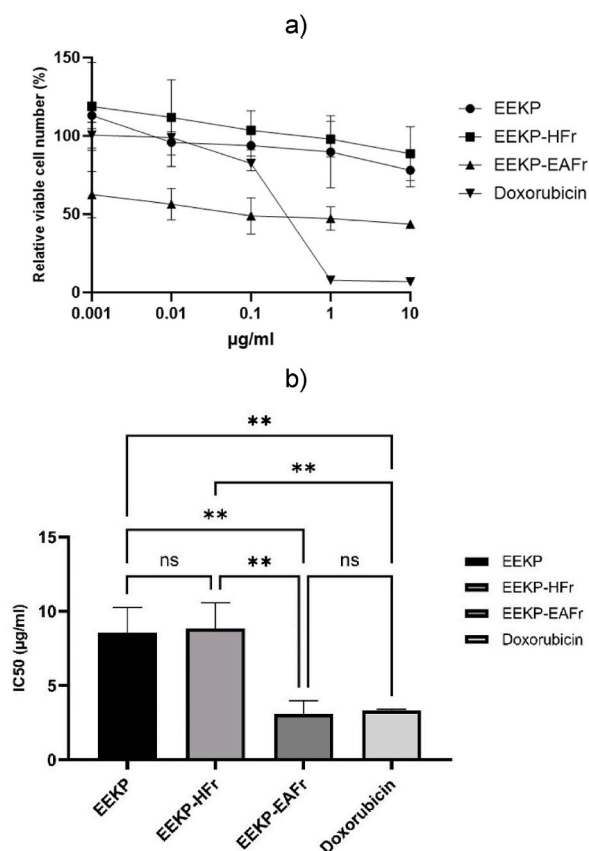 a)
Relative viable cell number (%)
150
100
50
0
0.001 0.01 0.1 1 10
µg/ml
EEKP
EEKP-HFr
EEKP-EAFr
Doxorubicin
b)
**
**
**
ns ** ns
IC50 (µg/ml)
15
10
5
0
EEKP EEKP-HFr EEKP-EAFr Doxorubicin
EEKP
EEKP-HFr
EEKP-EAFr
Doxorubicin